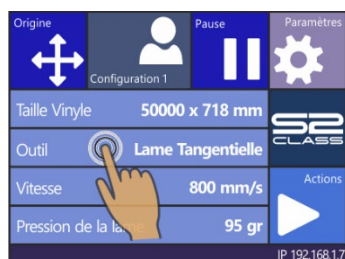 Origine
Configuration 1
Pause
Paramètres
Taille Vinyle 50000 x 718 mm
Outil Lame Tangentielle
S2
CLASS
Vitesse 800 mm/s
Actions
Pression de la lame 95 gr
IP 192.168.1.7